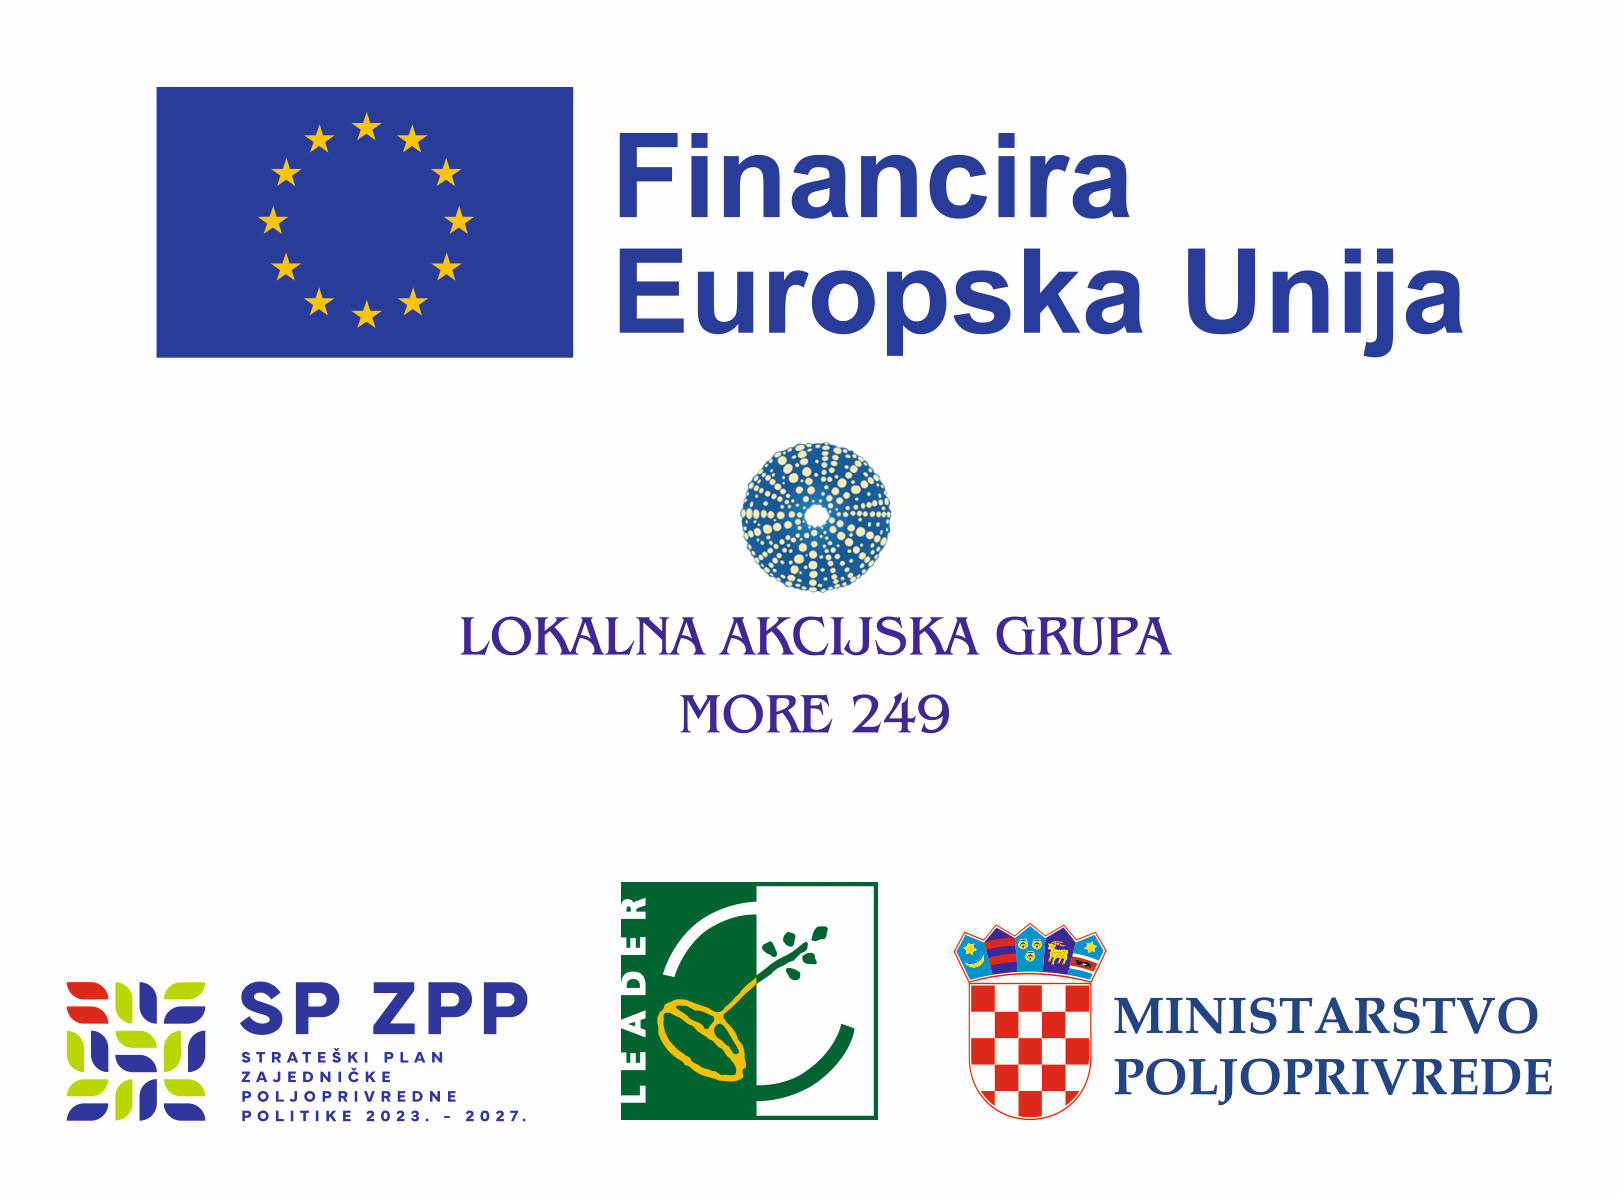 Financira
Europska Unija
LOKALNA AKCIJSKA GRUPA
MORE 249
SP ZPP
STRATEŠKI PLAN
ZAJEDNIČKE
POLJOPRIVREDNE
POLITIKE 2023. - 2027.
LEADER
MINISTARSTVO
POLJOPRIVREDE